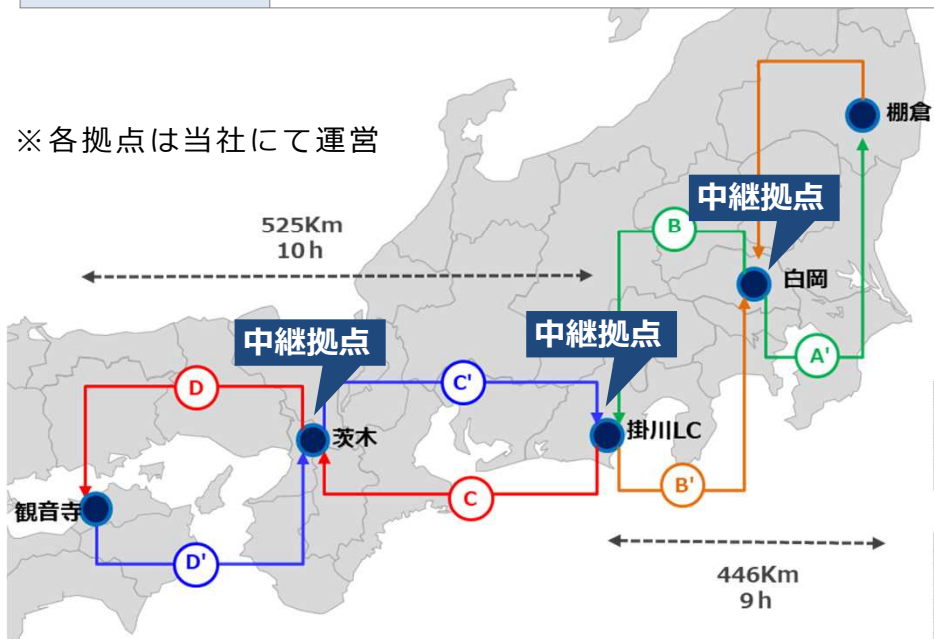 棚倉
※各拠点は当社にて運営
中継拠点
525Km
10h
B
白岡
中継拠点
中継拠点
A'
D
C'
茨木
掛川LC
C
B'
観音寺
D'
446Km
9h